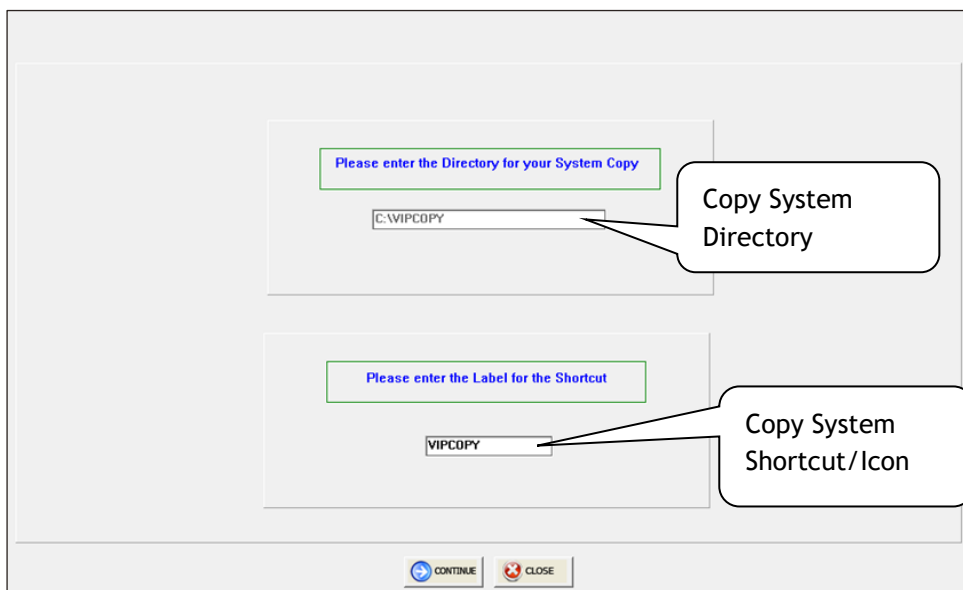 Please enter the Directory for your System Copy
C:\VIPCOPY
Copy System
Directory
Please enter the Label for the Shortcut
VIPCOPY
Copy System
Shortcut/Icon
CONTINUE
CLOSE